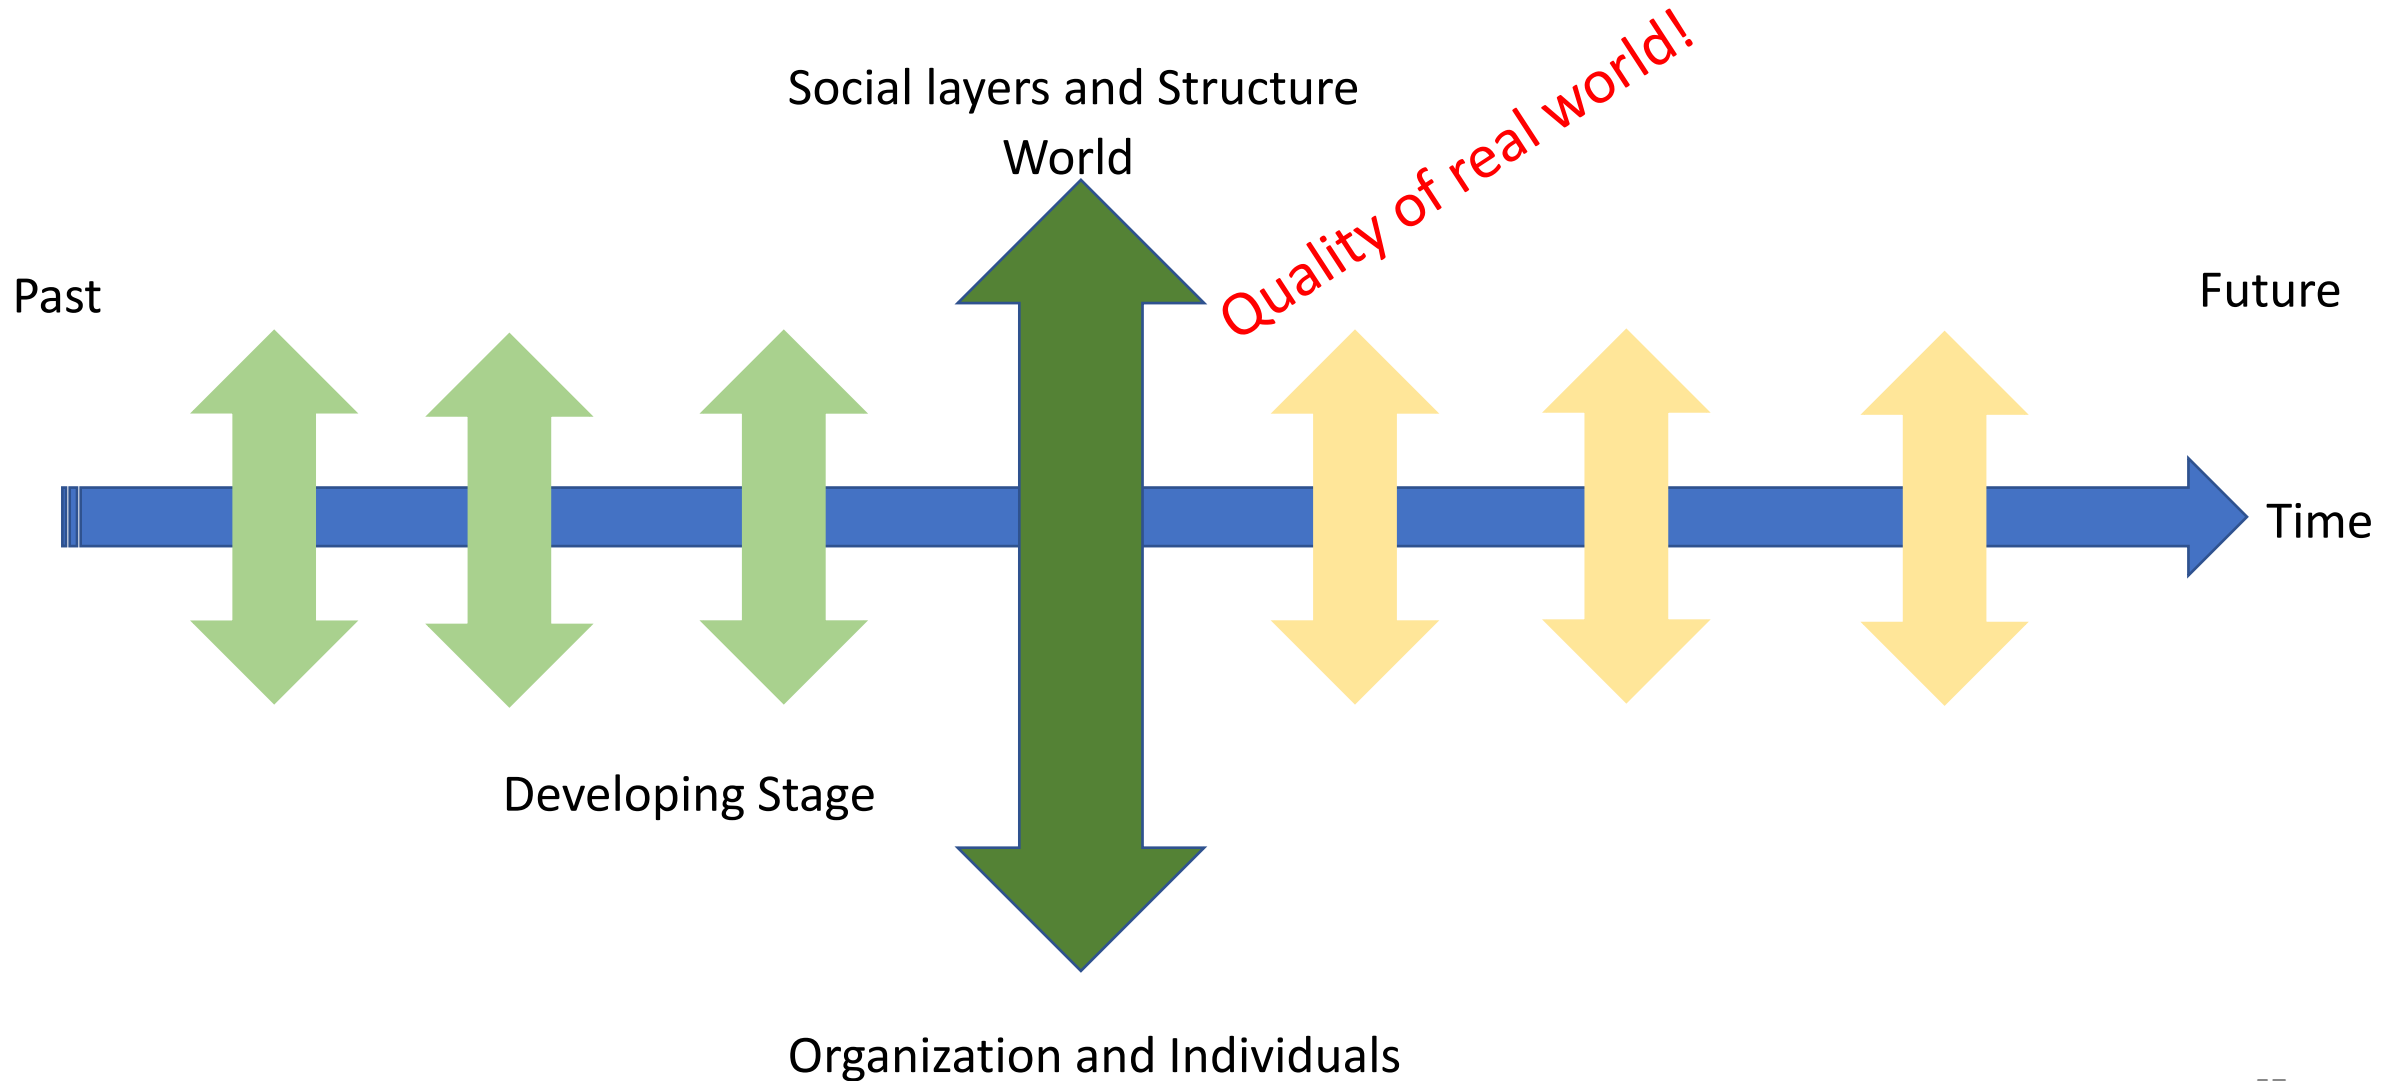 Social layers and Structure
World
Quality of real world!
Past
Future
Time
Developing Stage
Organization and Individuals